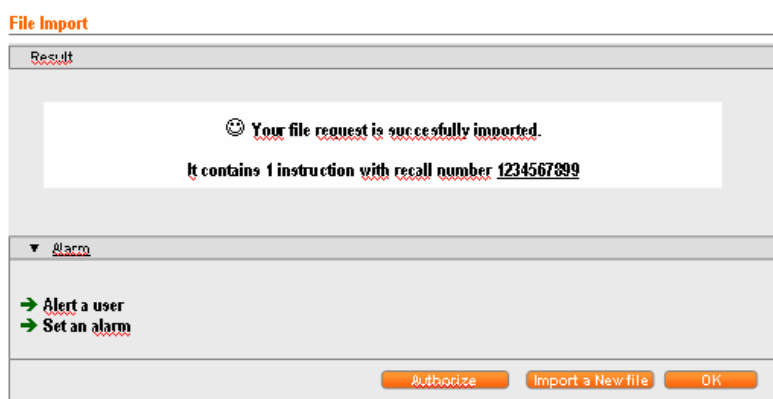 File Import
Result
☺ Your file request is succesfully imported.
It contains 1 instruction with recall number 1234567899
▼ Alarm
➔ Alert a user
➔ Set an alarm
Authorize Import a New file OK